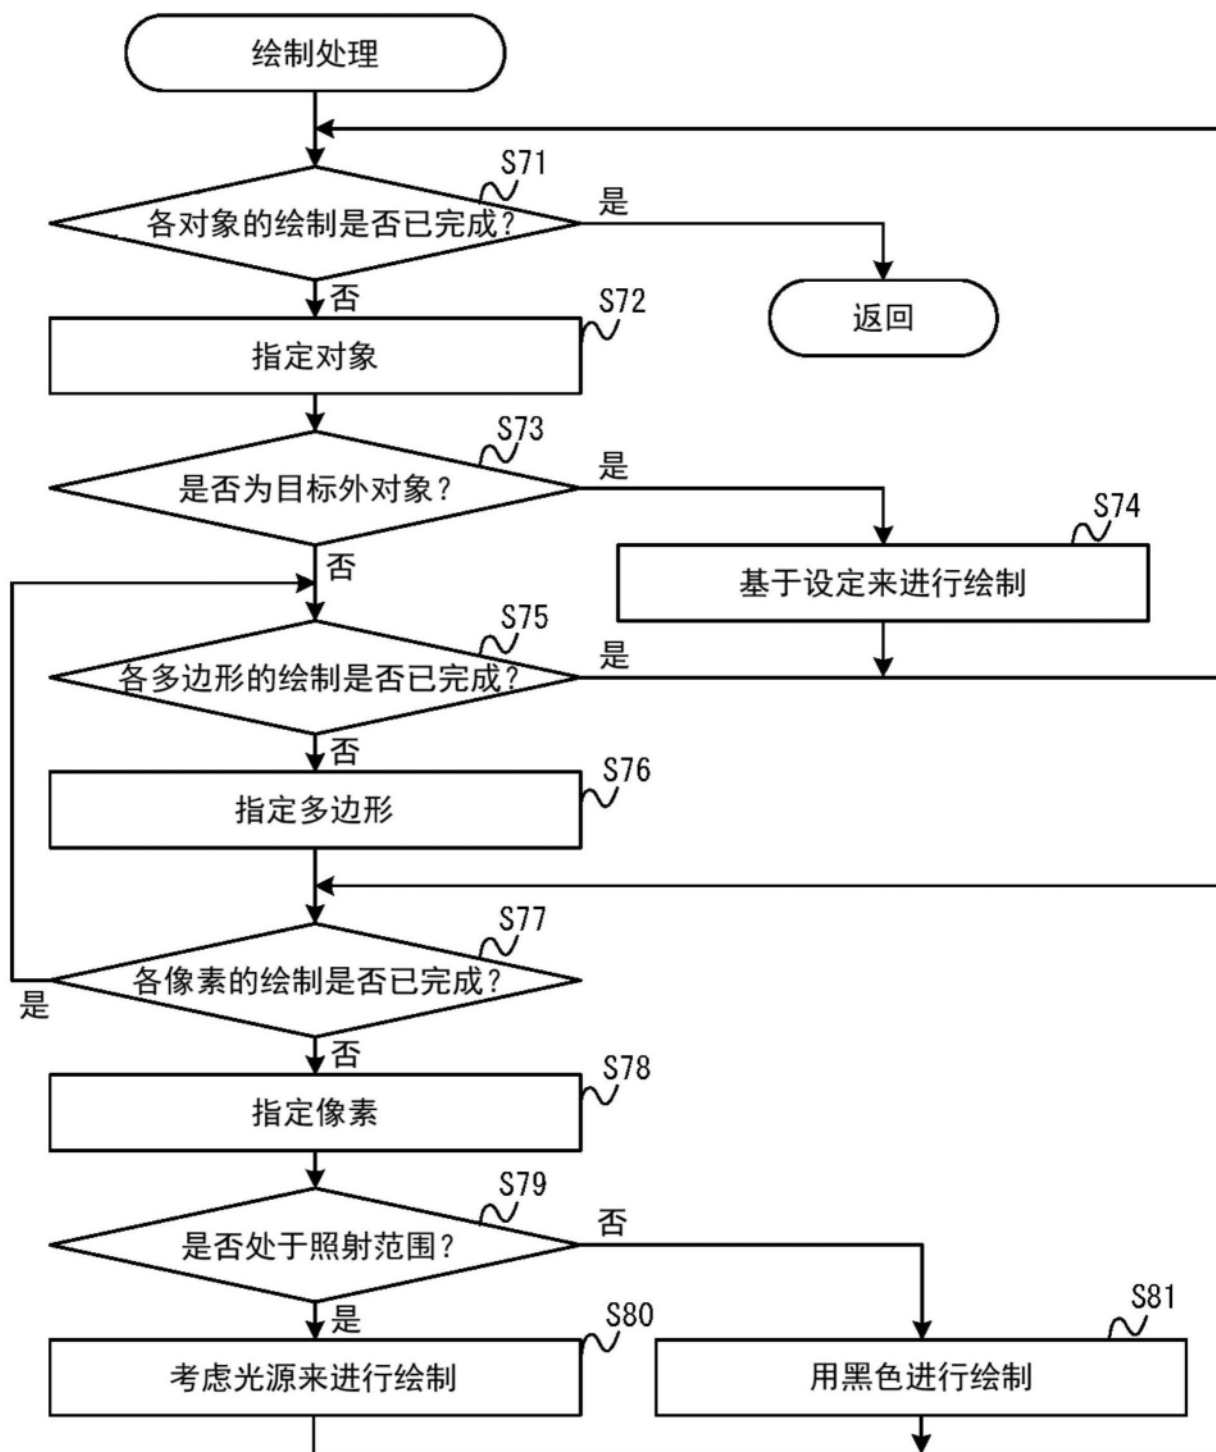 绘制处理
S71
各对象的绘制是否已完成?
是
否
返回
S72
指定对象
S73
是否为目标外对象?
是
否
S74
基于设定来进行绘制
S75
各多边形的绘制是否已完成?
是
否
S76
指定多边形
S77
各像素的绘制是否已完成?
是
否
S78
指定像素
S79
是否处于照射范围?
否
是
S80
考虑光源来进行绘制
S81
用黑色进行绘制